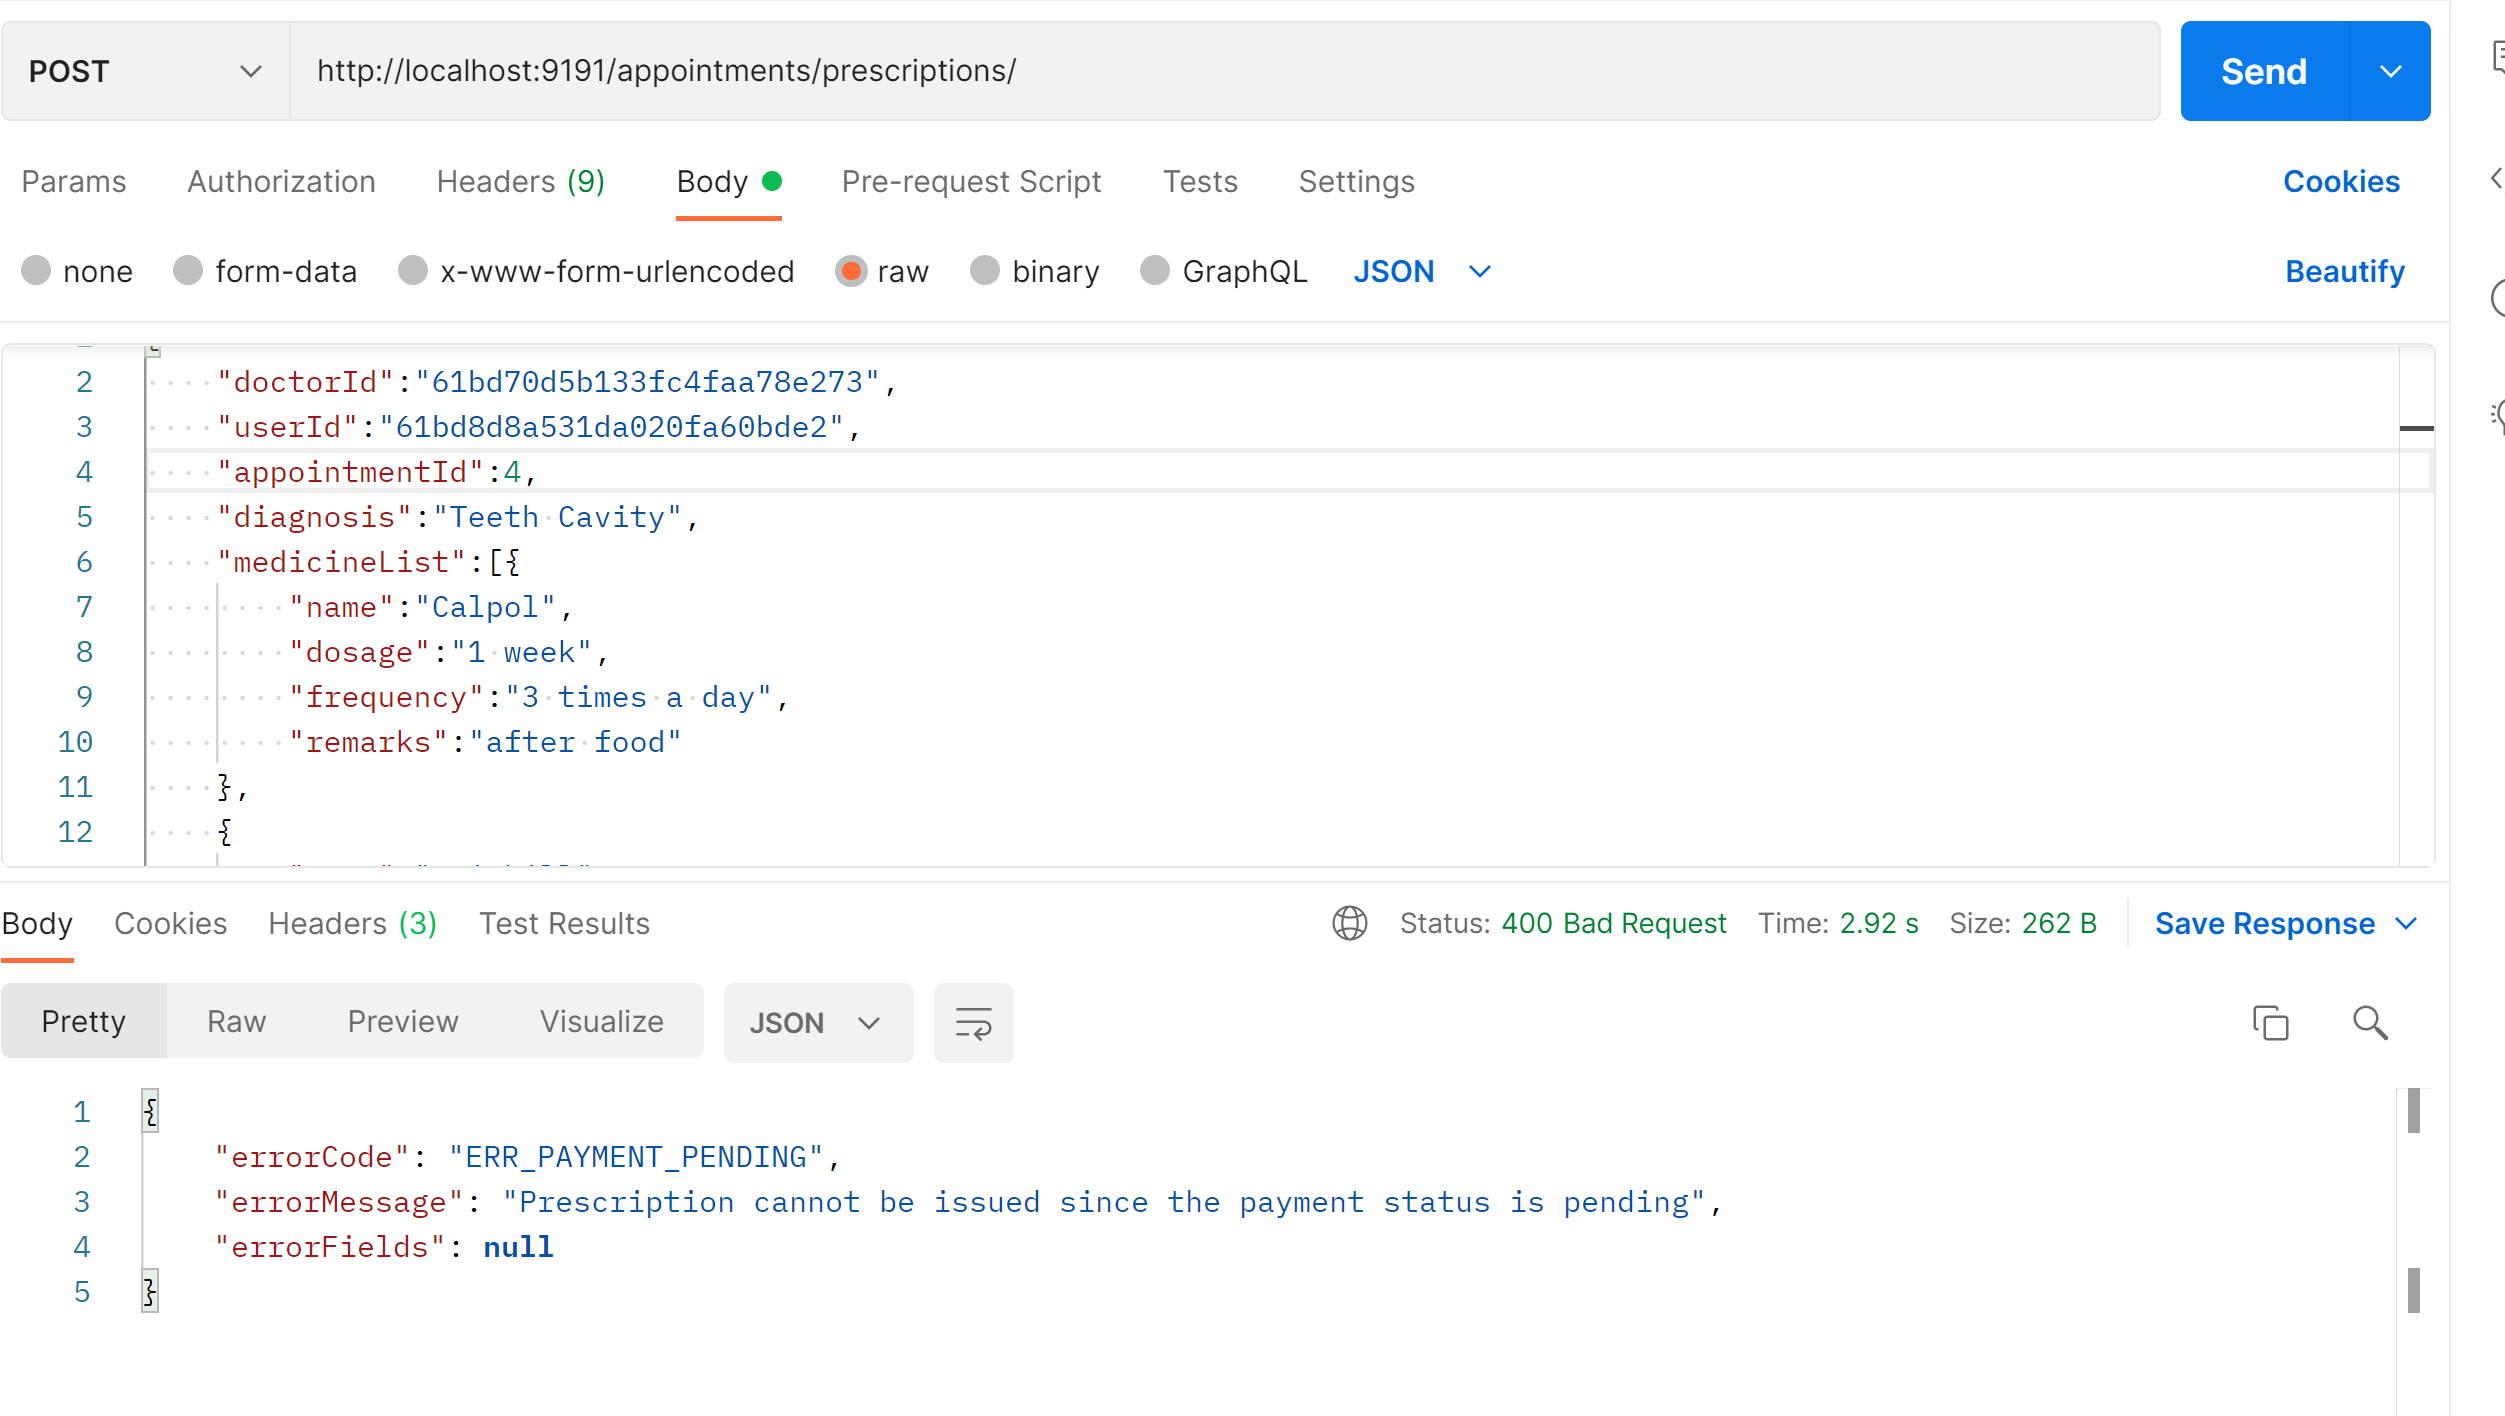 POST http://localhost:9191/appointments/prescriptions/ Send
Params Authorization Headers (9) Body Pre-request Script Tests Settings Cookies
none form-data x-www-form-urlencoded raw binary GraphQL JSON Beautify
2 "doctorId":"61bd70d5b133fc4faa78e273",
3 "userId":"61bd8d8a531da020fa60bde2",
4 "appointmentId":4,
5 "diagnosis":"Teeth Cavity",
6 "medicineList":[{
7 "name":"Calpol",
8 "dosage":"1 week",
9 "frequency":"3 times a day",
10 "remarks":"after food"
11 },
12 {
Body Cookies Headers (3) Test Results Status: 400 Bad Request Time: 2.92 s Size: 262 B Save Response
Pretty Raw Preview Visualize JSON
1 {
2 "errorCode": "ERR_PAYMENT_PENDING",
3 "errorMessage": "Prescription cannot be issued since the payment status is pending",
4 "errorFields": null
5 }